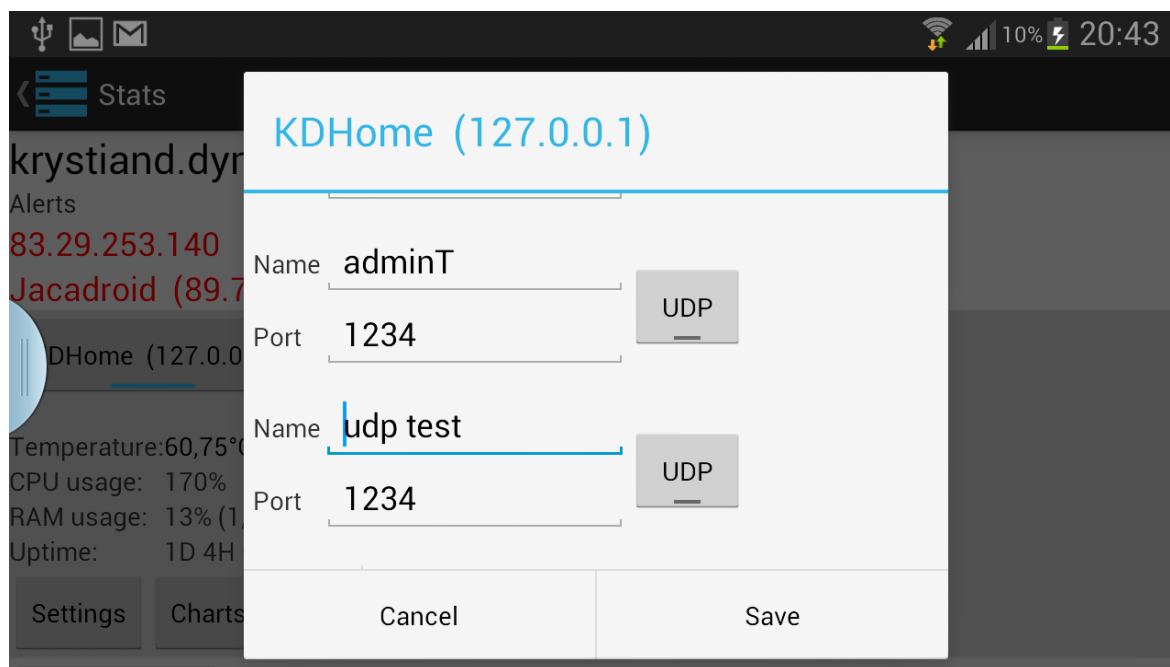 10% 20:43
Stats
krystiand.dyr
Alerts
83.29.253.140
Jacadroid (89.7
DHome (127.0.0
Temperature:60,75°C
CPU usage: 170%
RAM usage: 13% (1,
Uptime: 1D 4H
Settings Charts
KDHome (127.0.0.1)
Name adminT
Port 1234
UDP
Name udp test
Port 1234
UDP
Cancel Save